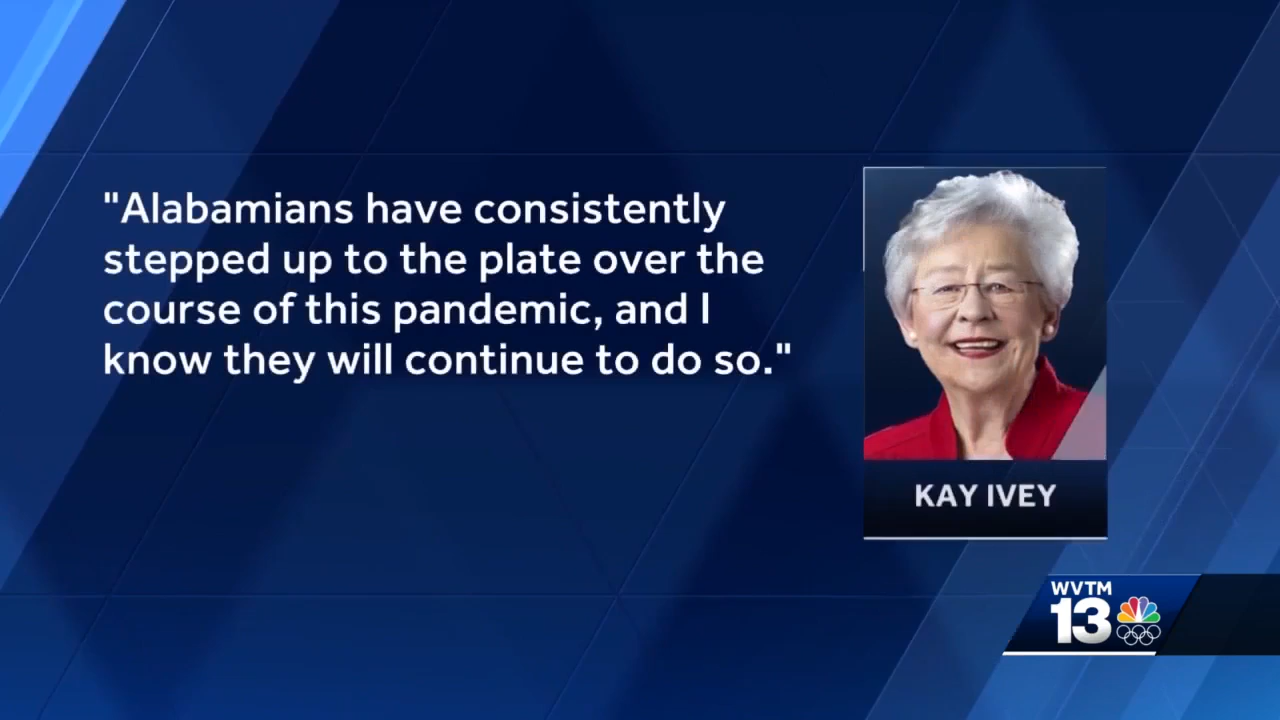 "Alabamians have consistently
stepped up to the plate over the
course of this pandemic, and I
know they will continue to do so."
KAY IVEY
WVTM
13